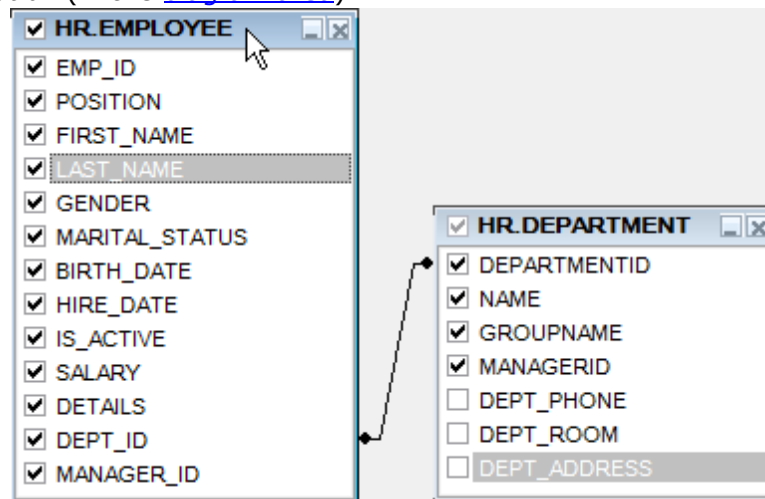 HR.EMPLOYEE
EMP_ID
POSITION
FIRST_NAME
LAST_NAME
GENDER
MARITAL_STATUS
BIRTH_DATE
HIRE_DATE
IS_ACTIVE
SALARY
DETAILS
DEPT_ID
MANAGER_ID
HR.DEPARTMENT
DEPARTMENTID
NAME
GROUPNAME
MANAGERID
DEPT_PHONE
DEPT_ROOM
DEPT_ADDRESS